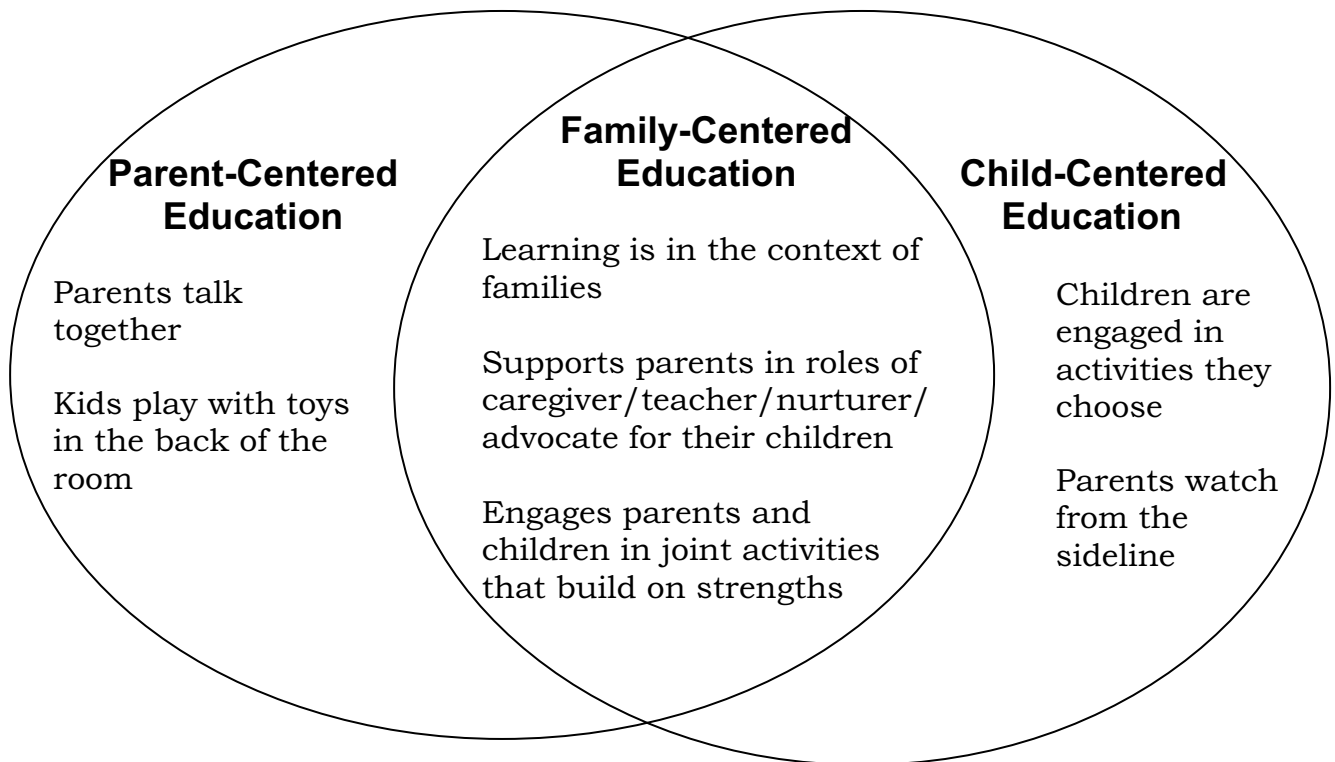 Parent-Centered
Education
Parents talk
together
Kids play with toys
in the back of the
room
Family-Centered
Education
Learning is in the context of
families
Supports parents in roles of
caregiver/teacher/nurturer/
advocate for their children
Engages parents and
children in joint activities
that build on strengths
Child-Centered
Education
Children are
engaged in
activities they
choose
Parents watch
from the
sideline